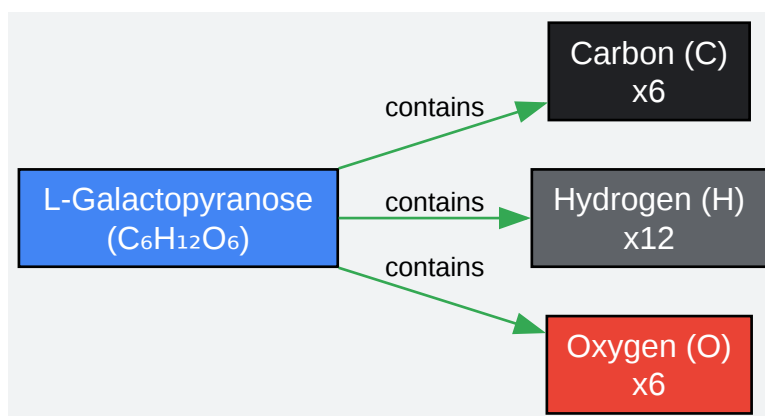 Carbon (C)
x6
contains
L-Galactopyranose
(C₆H₁₂O₆)
contains
Hydrogen (H)
x12
contains
Oxygen (O)
x6